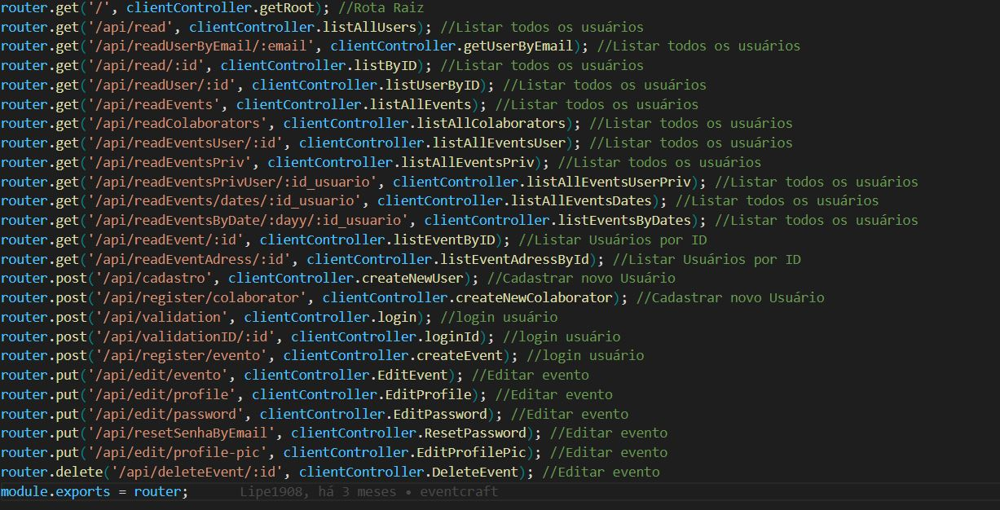 router.get('/', clientController.getRoot); //Rota Raiz
router.get('/api/read', clientController.listAllUsers); //Listar todos os usuários
router.get('/api/readUserByEmail/:email', clientController.getUserByEmail); //Listar todos os usuários
router.get('/api/read/:id', clientController.listByID); //Listar todos os usuários
router.get('/api/readUser/:id', clientController.listUserByID); //Listar todos os usuários
router.get('/api/readEvents', clientController.listAllEvents); //Listar todos os usuários
router.get('/api/readColaborators', clientController.listAllColaborators); //Listar todos os usuários
router.get('/api/readEventsUser/:id', clientController.listAllEventsUser); //Listar todos os usuários
router.get('/api/readEventsPriv', clientController.listAllEventsPriv); //Listar todos os usuários
router.get('/api/readEventsPrivUser/:id_usuario', clientController.listAllEventsUserPriv); //Listar todos os usuários
router.get('/api/readEvents/dates/:id_usuario', clientController.listAllEventsDates); //Listar todos os usuários
router.get('/api/readEventsByDate/:dayy/:id_usuario', clientController.listEventsByDates); //Listar todos os usuários
router.get('/api/readEvent/:id', clientController.listEventByID); //Listar Usuários por ID
router.get('/api/readEventAdress/:id', clientController.listEventAdressById); //Listar Usuários por ID
router.post('/api/cadastro', clientController.createNewUser); //Cadastrar novo Usuário
router.post('/api/register/colaborator', clientController.createNewColaborator); //Cadastrar novo Usuário
router.post('/api/validation', clientController.login); //login usuário
router.post('/api/validationID/:id', clientController.loginId); //login usuário
router.post('/api/register/evento', clientController.createEvent); //login usuário
router.put('/api/edit/evento', clientController.EditEvent); //Editar evento
router.put('/api/edit/profile', clientController.EditProfile); //Editar evento
router.put('/api/edit/password', clientController.EditPassword); //Editar evento
router.put('/api/resetSenhaByEmail', clientController.ResetPassword); //Editar evento
router.put('/api/edit/profile-pic', clientController.EditProfilePic); //Editar evento
router.delete('/api/deleteEvent/:id', clientController.DeleteEvent); //Editar evento
module.exports = router; Lipe1908, há 3 meses • eventcraft